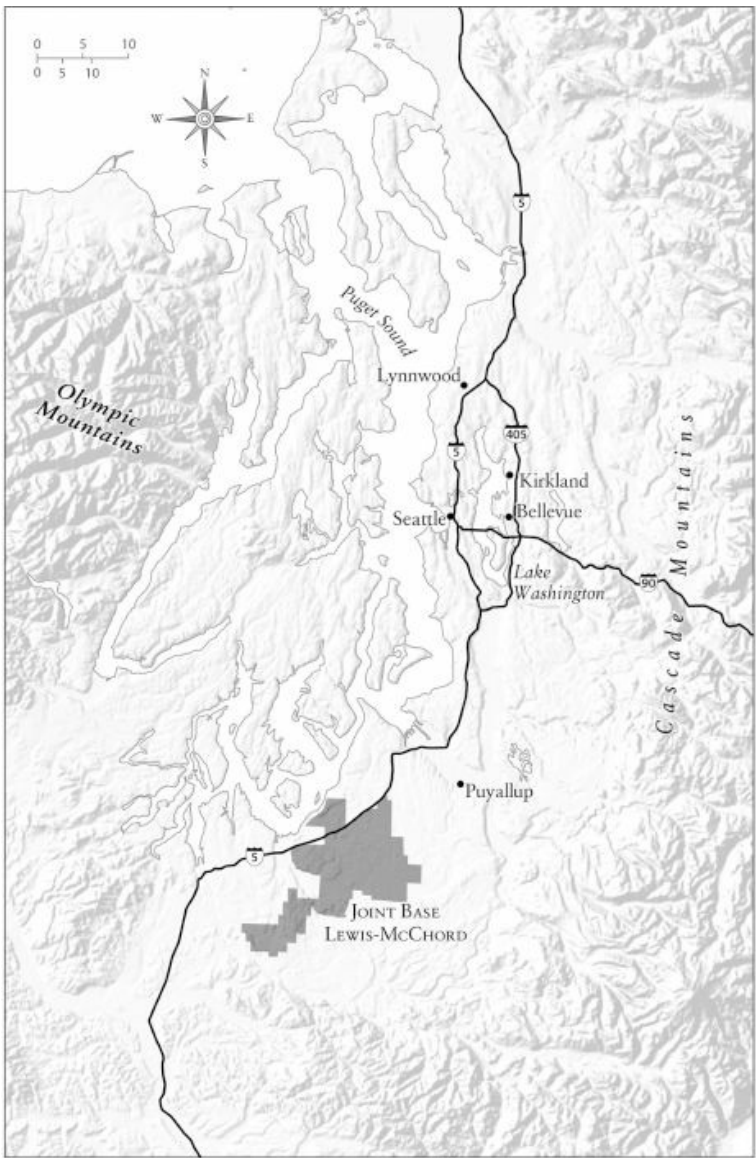 0 5 10
0 5 10
N
W E
S
5
Puget Sound
Lynnwood
Olympic
Mountains
405
5
Kirkland
Seattle
Bellevue
Lake
Washington
90
Cascade Mountains
Puyallup
5
JOINT BASE
LEWIS-MCCHORD